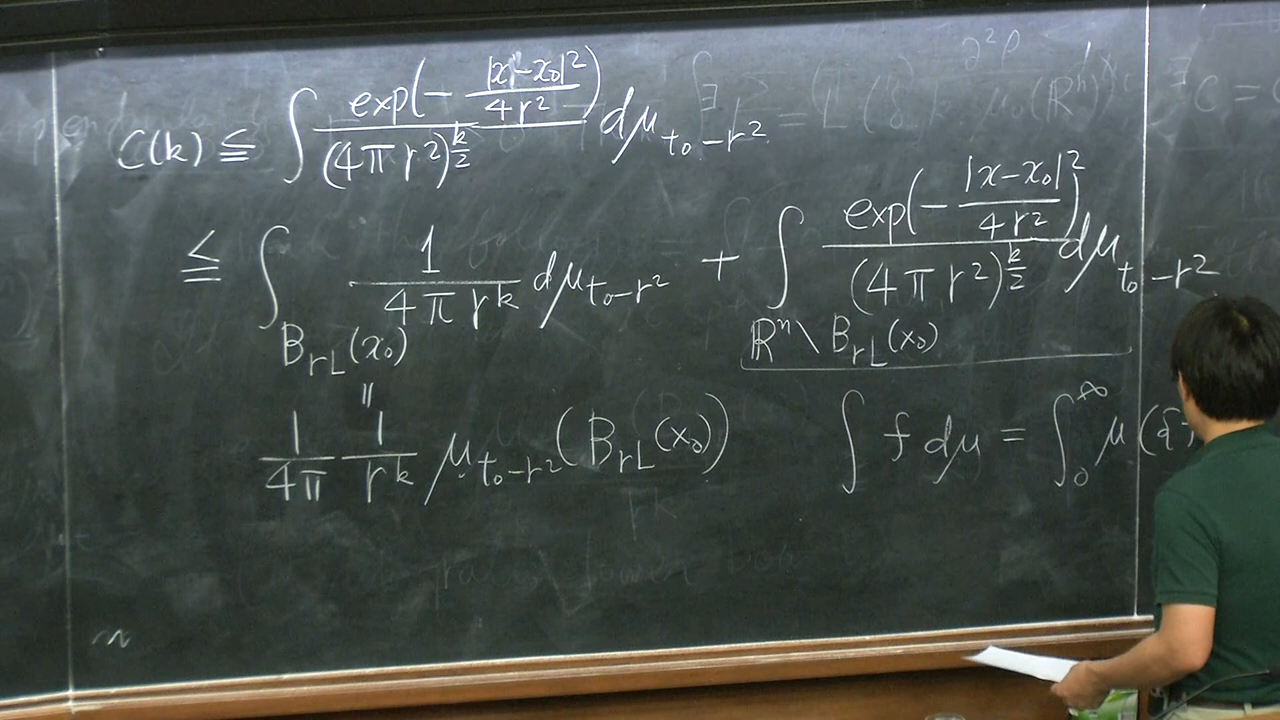 C(k) ≦ ∫ exp(-|x-x₀|²/4r²)/(4πr²)^{k/2} dμ_{t₀-r²}
≦ ∫_{B_{rL}(x₀)} 1/4πr^k dμ_{t₀-r²} + ∫_{ℝⁿ\B_{rL}(x₀)} exp(-|x-x₀|²/4r²)/(4πr²)^{k/2} dμ_{t₀-r²}
=
1/4π 1/r^k μ_{t₀-r²}(B_{rL}(x₀)) ∫ f dμ = ∫₀^∞ μ({